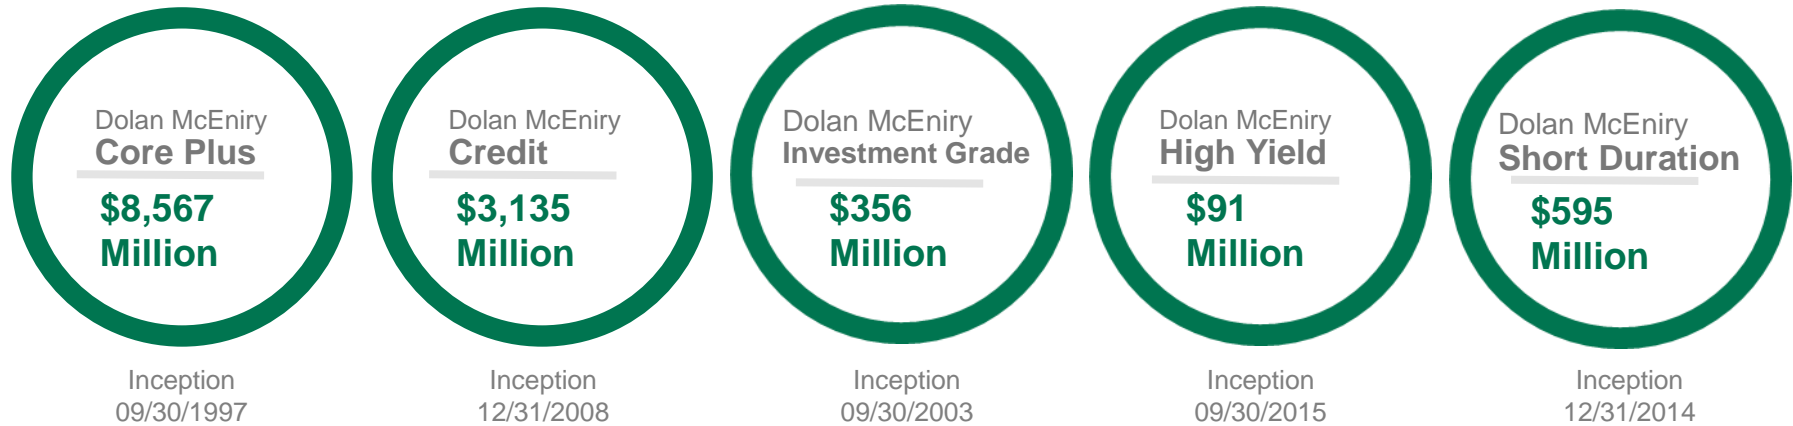 Dolan McEniry
Core Plus
$8,567
Million
Inception
09/30/1997
Dolan McEniry
Credit
$3,135
Million
Inception
12/31/2008
Dolan McEniry
Investment Grade
$356
Million
Inception
09/30/2003
Dolan McEniry
High Yield
$91
Million
Inception
09/30/2015
Dolan McEniry
Short Duration
$595
Million
Inception
12/31/2014